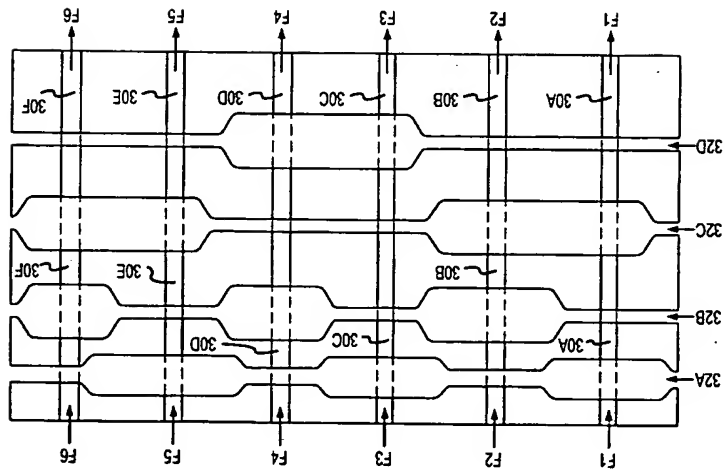 F1 F2 F3 F4 F5 F6
32A
30A 30C 30D
32B
30B 30E 30F
32C
32D
30A 30B 30C 30D 30E 30F
F1 F2 F3 F4 F5 F6